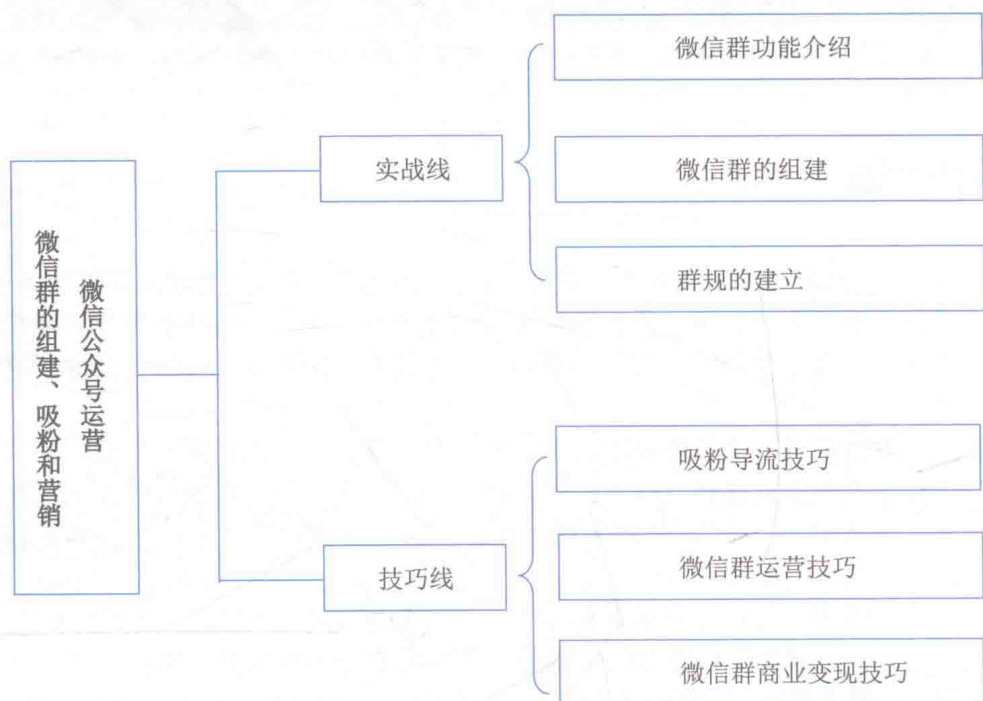 微信公众号运营
微信群的组建、吸粉和营销
实战线
微信群功能介绍
微信群的组建
群规的建立
技巧线
吸粉导流技巧
微信群运营技巧
微信群商业变现技巧